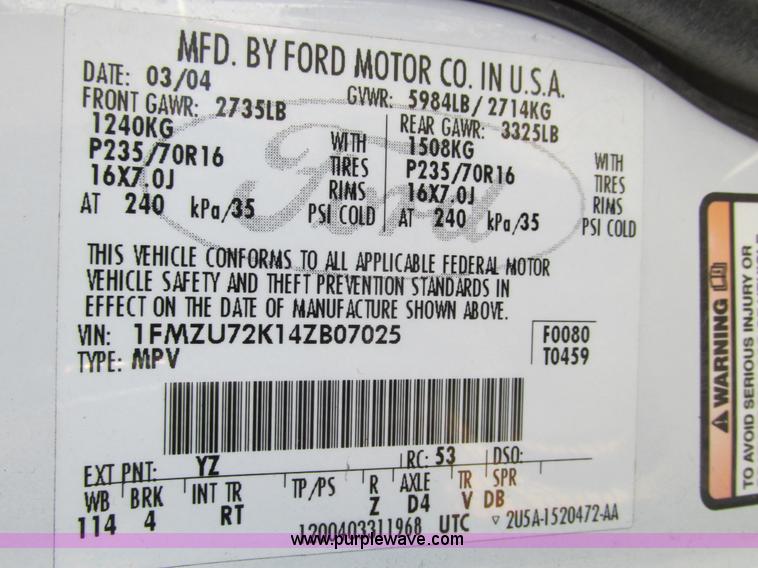 MFD. BY FORD MOTOR CO. IN U.S.A.
DATE: 03/04 GVWR: 5984LB/2714KG
FRONT GAWR: 2735LB REAR GAWR: 3325LB
1240KG WITH 1508KG WITH
P235/70R16 TIRES P235/70R16 TIRES
16X7.0J RIMS 16X7.0J RIMS
AT 240 kPa/35 PSI COLD AT 240 kPa/35 PSI COLD
Ford
THIS VEHICLE CONFORMS TO ALL APPLICABLE FEDERAL MOTOR
VEHICLE SAFETY AND THEFT PREVENTION STANDARDS IN
EFFECT ON THE DATE OF MANUFACTURE SHOWN ABOVE.
VIN: 1FMZU72K14ZB07025 F0080
TYPE: MPV T0459
EXT PNT: YZ RC: 53 DSO:
WB BRK INT TR TP/PS R AXLE TR SPR
114 4 RT Z D4 V DB
1200403311968 UTC ▽ 2U5A-1520472-AA
WARNING
TO AVOID SERIOUS INJURY OR
www.purplewave.com